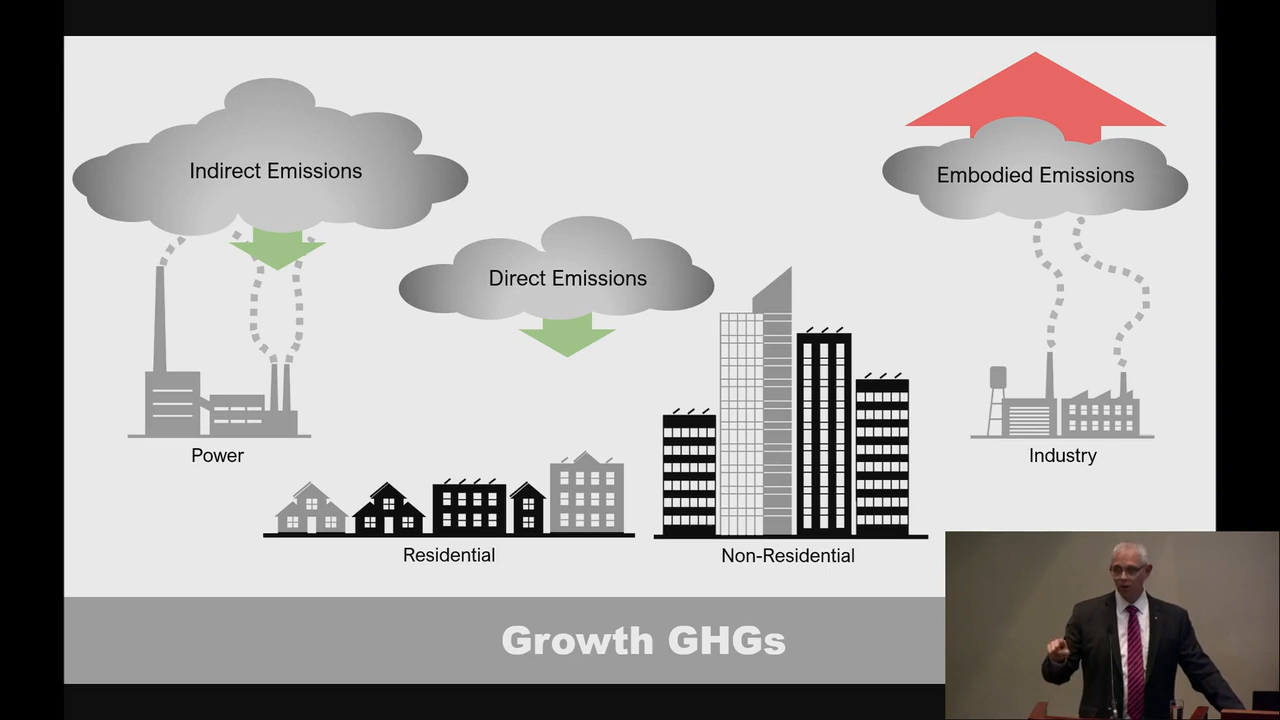 Indirect Emissions
Embodied Emissions
Direct Emissions
Power
Industry
Residential
Non-Residential
Growth GHGs